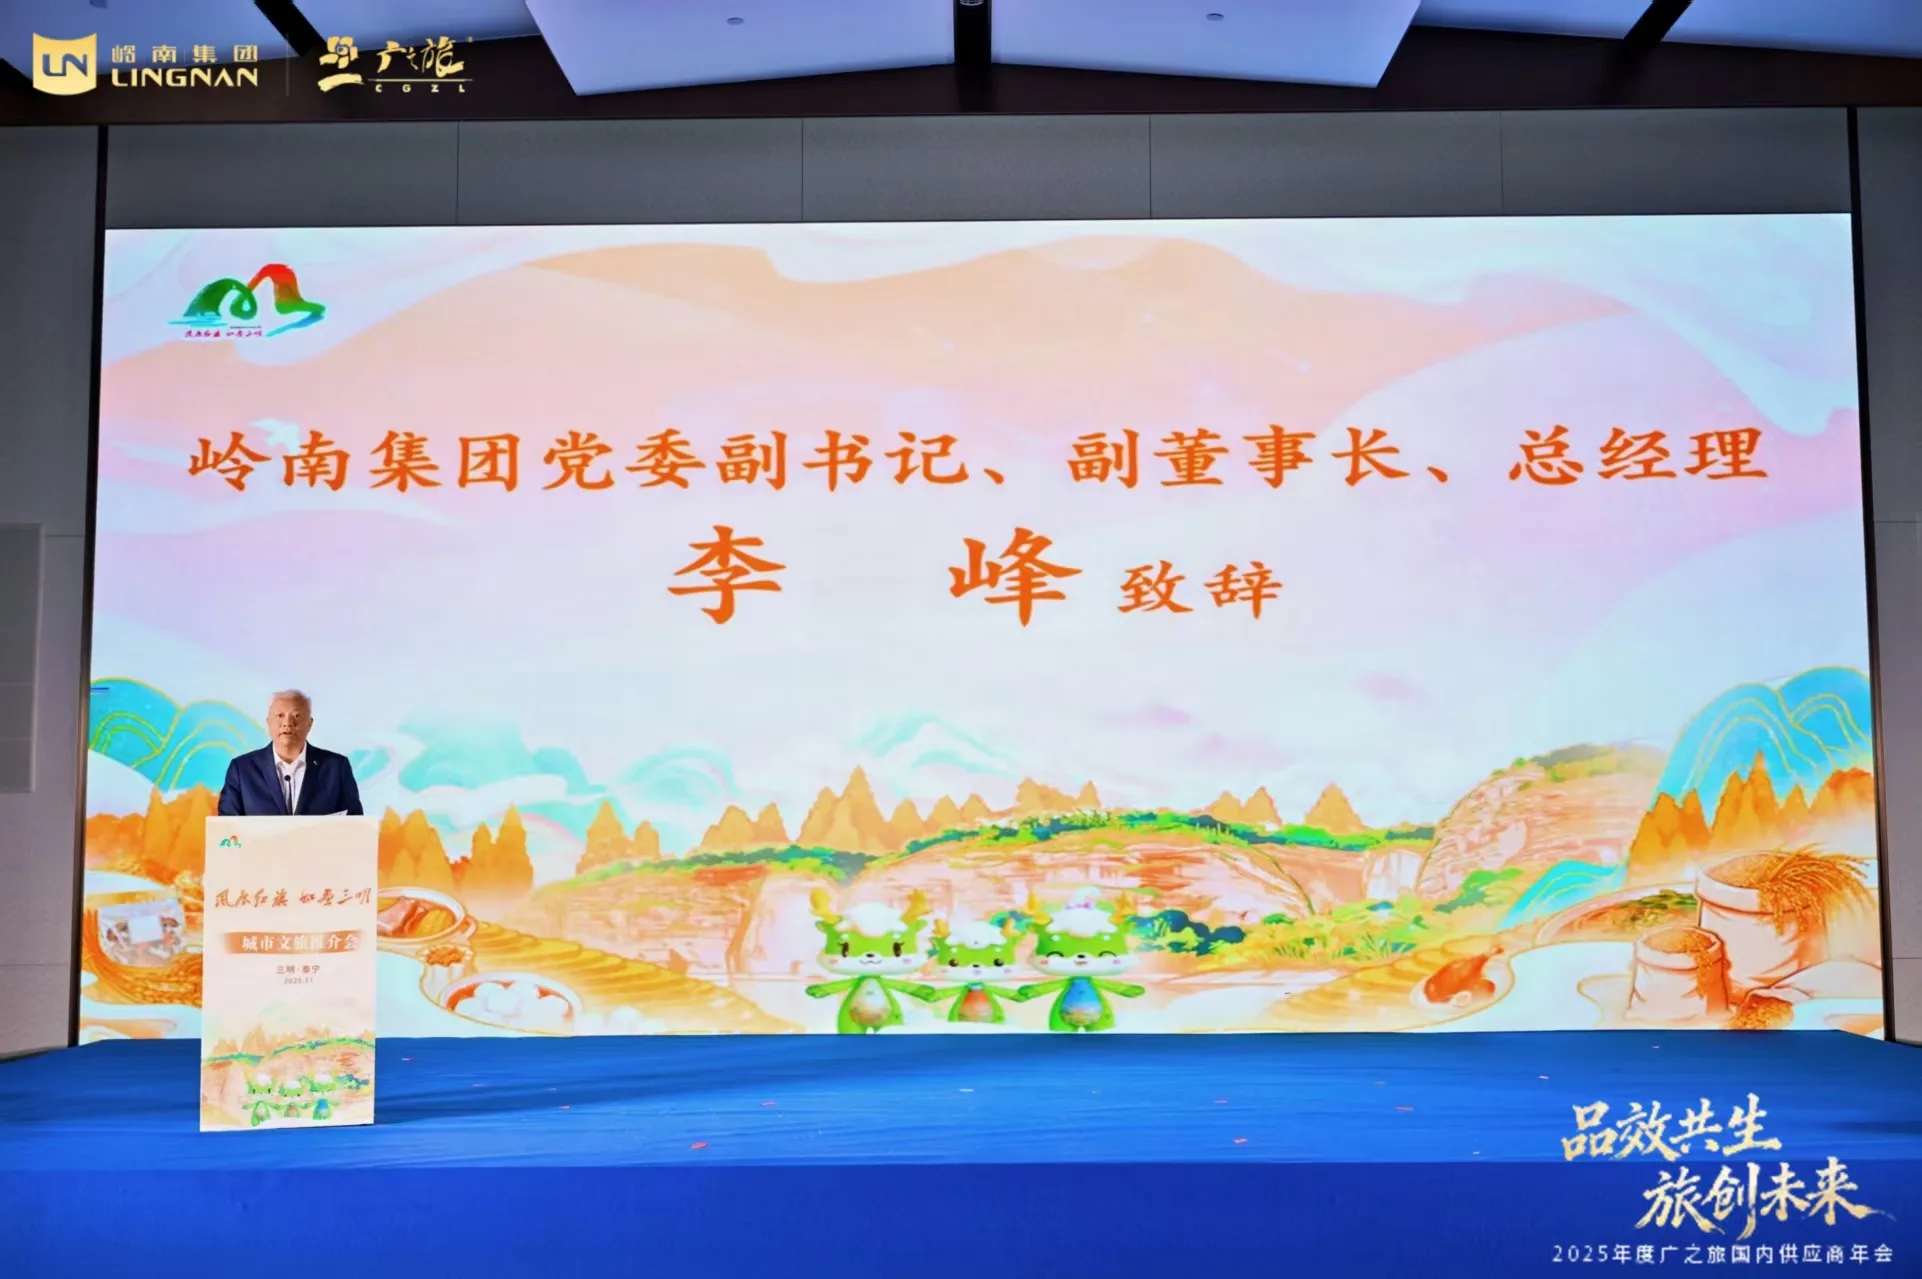 LN 岭南集团 LINGNAN 广之旅 CGZL
岭南集团党委副书记、副董事长、总经理
李 峰 致辞
风展红旗 如画三明
城市文旅推介会
三明·泰宁
2025.11
品效共生
旅创未来
2025年度广之旅国内供应商年会